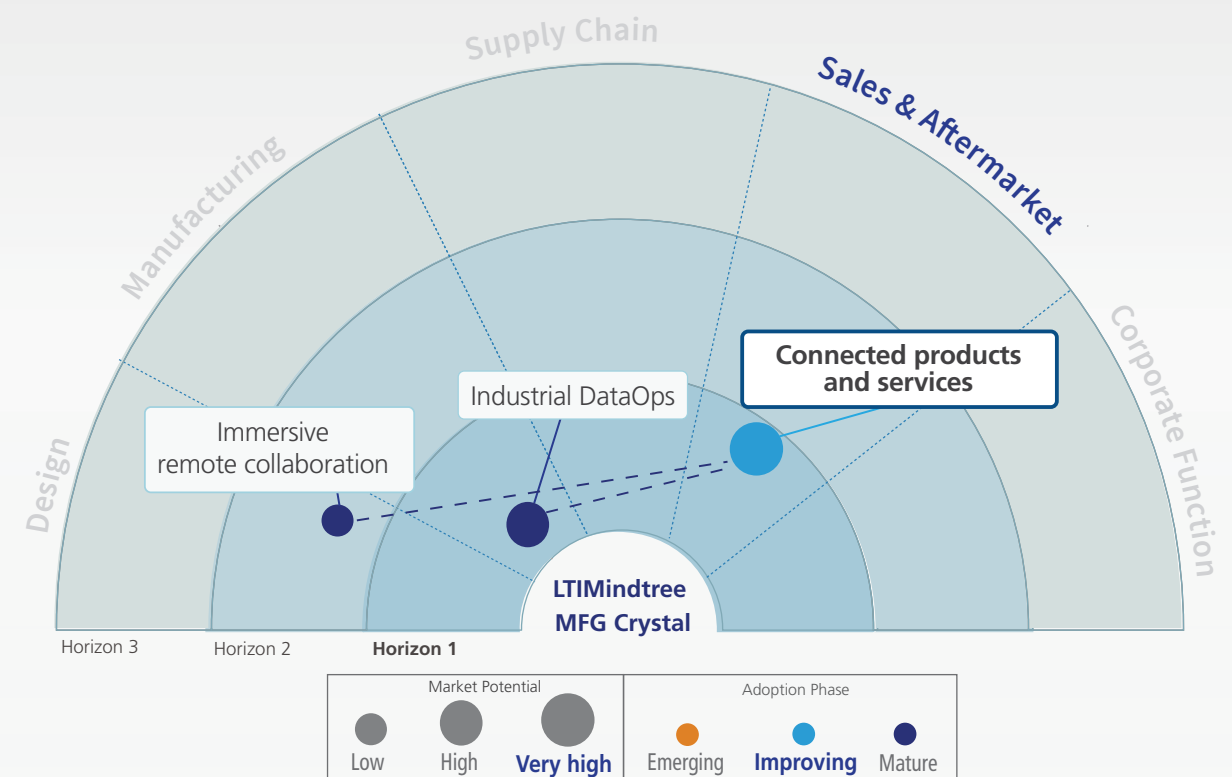 Supply Chain
Sales & Aftermarket
Manufacturing
Corporate Function
Design
Connected products
and services
Industrial DataOps
Immersive
remote collaboration
LTIMindtree
MFG Crystal
Horizon 3
Horizon 2
Horizon 1
Market Potential
Low
High
Very high
Adoption Phase
Emerging
Improving
Mature